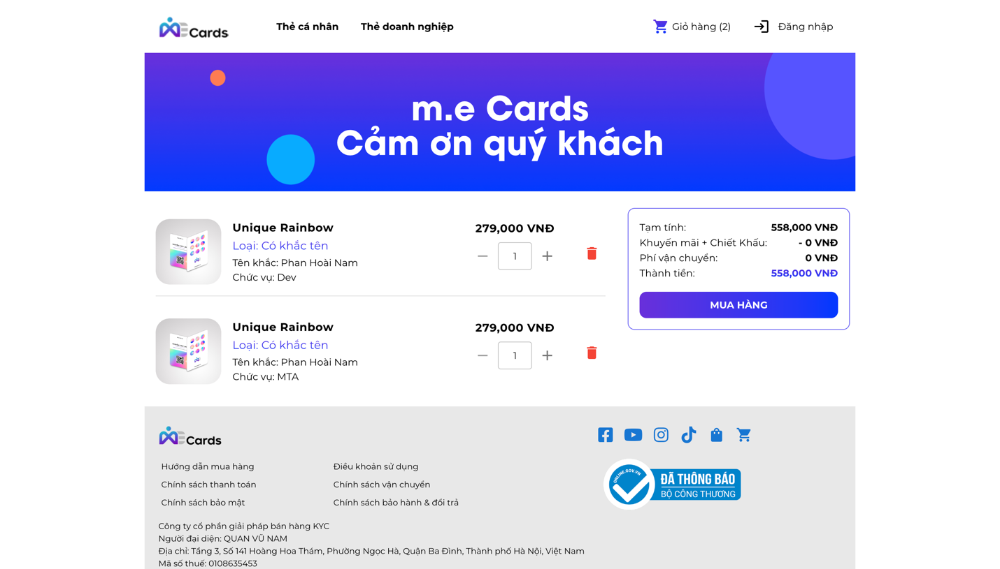 Cards
Thẻ cá nhân
Thẻ doanh nghiệp
Giỏ hàng (2)
Đăng nhập
m.e Cards
Cảm ơn quý khách
Unique Rainbow
Loại: Có khắc tên
Tên khắc: Phan Hoài Nam
Chức vụ: Dev
279,000 VNĐ
1
Unique Rainbow
Loại: Có khắc tên
Tên khắc: Phan Hoài Nam
Chức vụ: MTA
279,000 VNĐ
1
Tạm tính: 558,000 VNĐ
Khuyến mãi + Chiết Khấu: - 0 VNĐ
Phí vận chuyển: 0 VNĐ
Thành tiền: 558,000 VNĐ
MUA HÀNG
Cards
Hướng dẫn mua hàng
Chính sách thanh toán
Chính sách bảo mật
Điều khoản sử dụng
Chính sách vận chuyển
Chính sách bảo hành & đổi trả
ONLINE.GOV.VN
ĐÃ THÔNG BÁO
BỘ CÔNG THƯƠNG
Công ty cổ phần giải pháp bán hàng KYC
Người đại diện: QUAN VŨ NAM
Địa chỉ: Tầng 3, Số 141 Hoàng Hoa Thám, Phường Ngọc Hà, Quận Ba Đình, Thành phố Hà Nội, Việt Nam
Mã số thuế: 0108635453